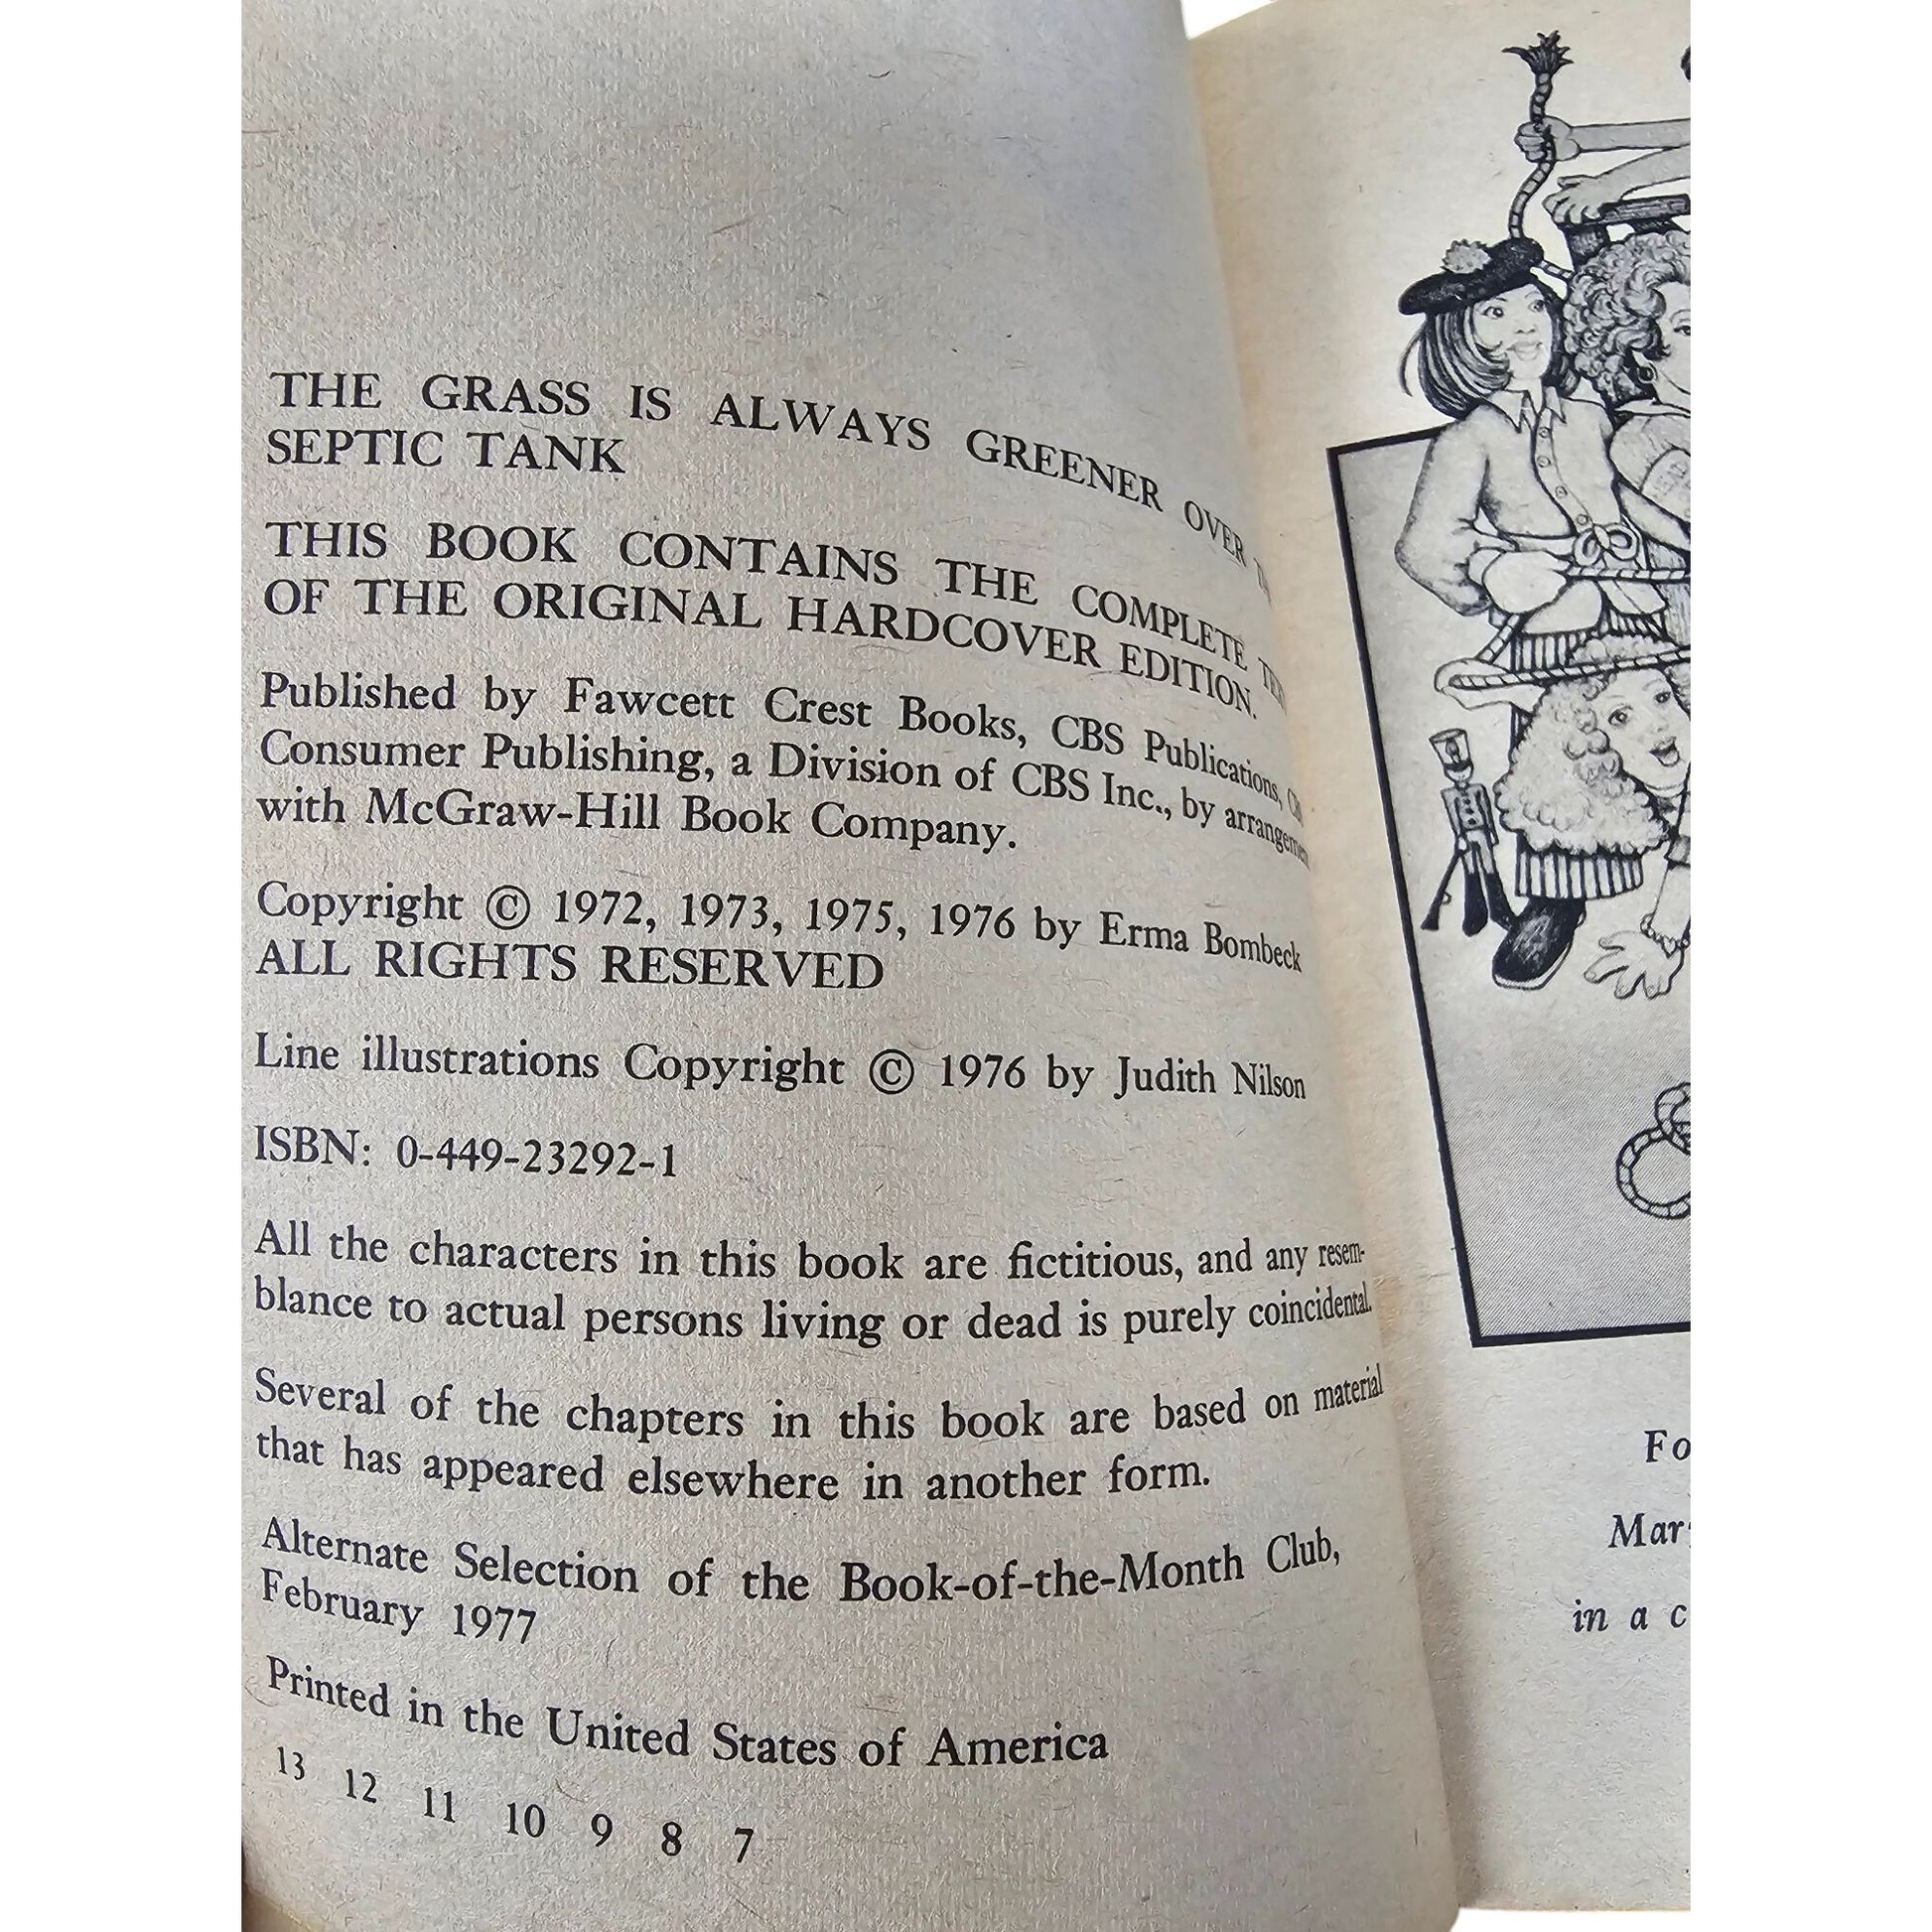 THE GRASS IS ALWAYS GREENER OVER
SEPTIC TANK
THIS BOOK CONTAINS THE COMPLETE
OF THE ORIGINAL HARDCOVER EDITION.
Published by Fawcett Crest Books, CBS Publications,
Consumer Publishing, a Division of CBS Inc., by
with McGraw-Hill Book Company.
Copyright © 1972, 1973, 1975, 1976 by Erma Bombeck
ALL RIGHTS RESERVED
Line illustrations Copyright © 1976 by Judith Nilson
ISBN: 0-449-23292-1
All the characters in this book are fictitious, and any resem-
blance to actual persons living or dead is purely coincidental.
Several of the chapters in this book are based on material
that has appeared elsewhere in another form.
Alternate Selection of the Book-of-the-Month Club,
February 1977
Printed in the United States of America
13 12 11 10 9 8 7
in a